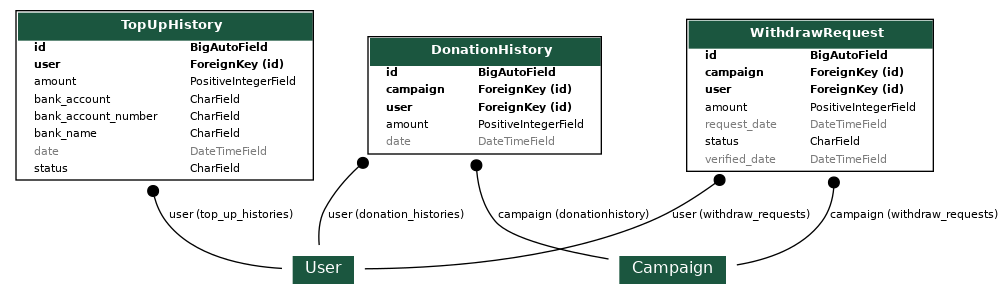 TopUpHistory
id BigAutoField
user ForeignKey (id)
amount PositiveIntegerField
bank_account CharField
bank_account_number CharField
bank_name CharField
date DateTimeField
status CharField
DonationHistory
id BigAutoField
campaign ForeignKey (id)
user ForeignKey (id)
amount PositiveIntegerField
date DateTimeField
WithdrawRequest
id BigAutoField
campaign ForeignKey (id)
user ForeignKey (id)
amount PositiveIntegerField
request_date DateTimeField
status CharField
verified_date DateTimeField
user (top_up_histories)
user (donation_histories)
campaign (donationhistory)
user (withdraw_requests)
campaign (withdraw_requests)
User
Campaign